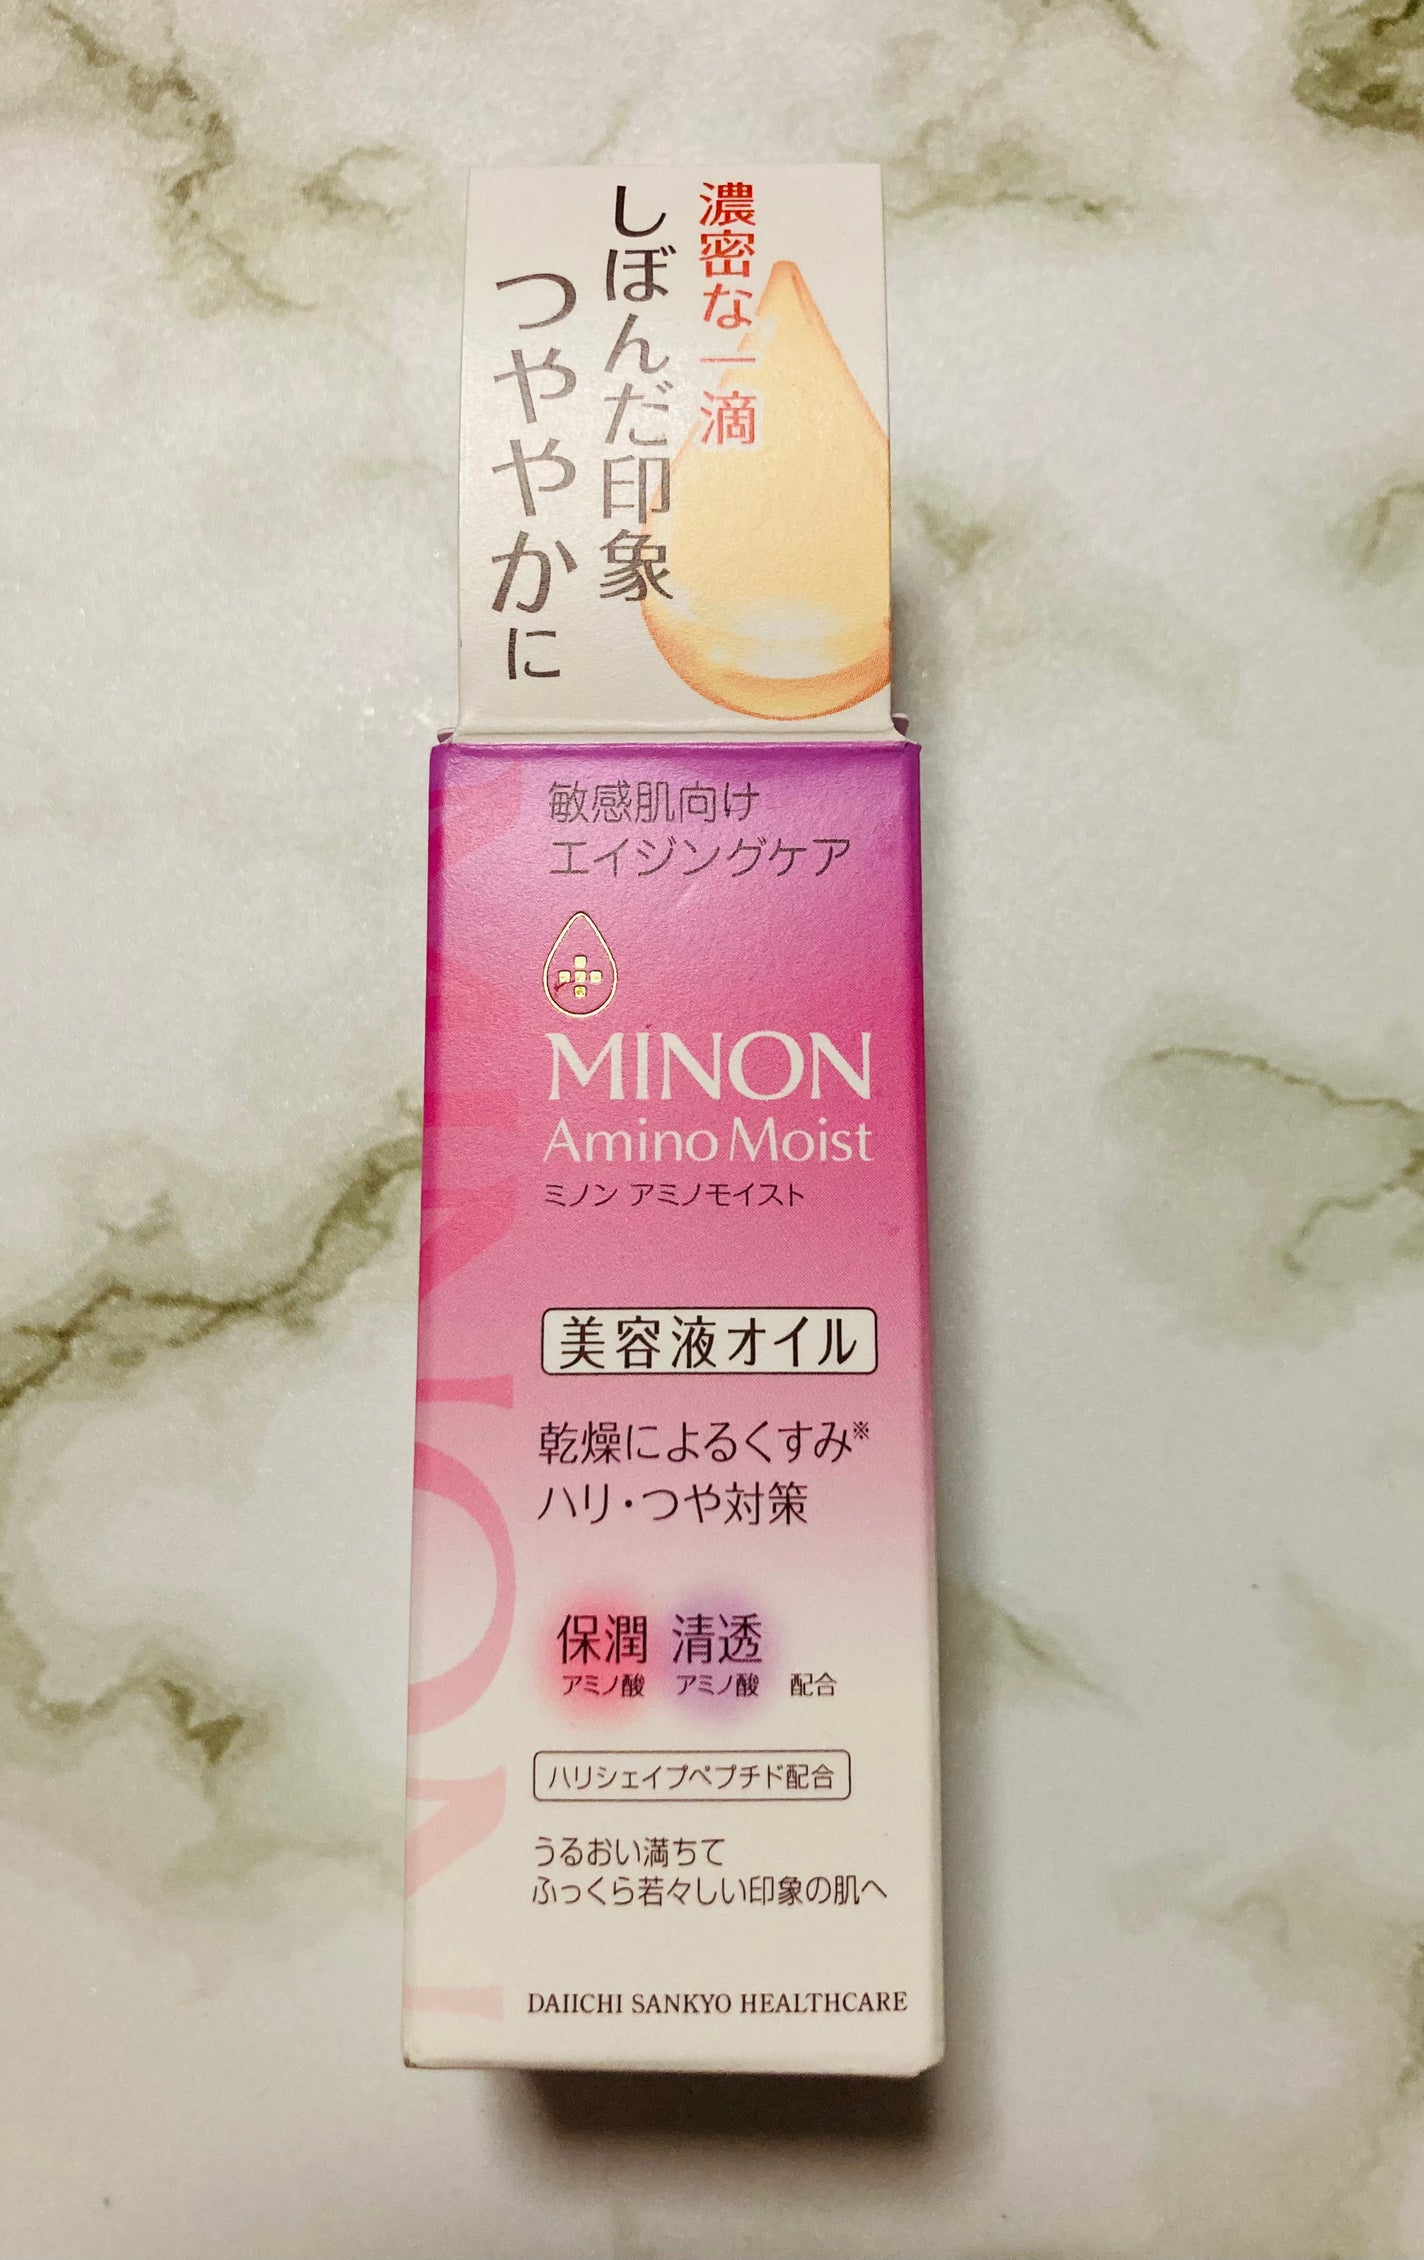 濃密な一滴
しぼんだ印象
つややかに
敏感肌向け
エイジングケア
MINON
Amino Moist
ミノン アミノモイスト
美容液オイル
乾燥によるくすみ※
ハリ・つや対策
保潤 清透
アミノ酸 アミノ酸 配合
ハリシェイプペプチド配合
うるおい満ちて
ふっくら若々しい印象の肌へ
DAIICHI SANKYO HEALTHCARE
MINON